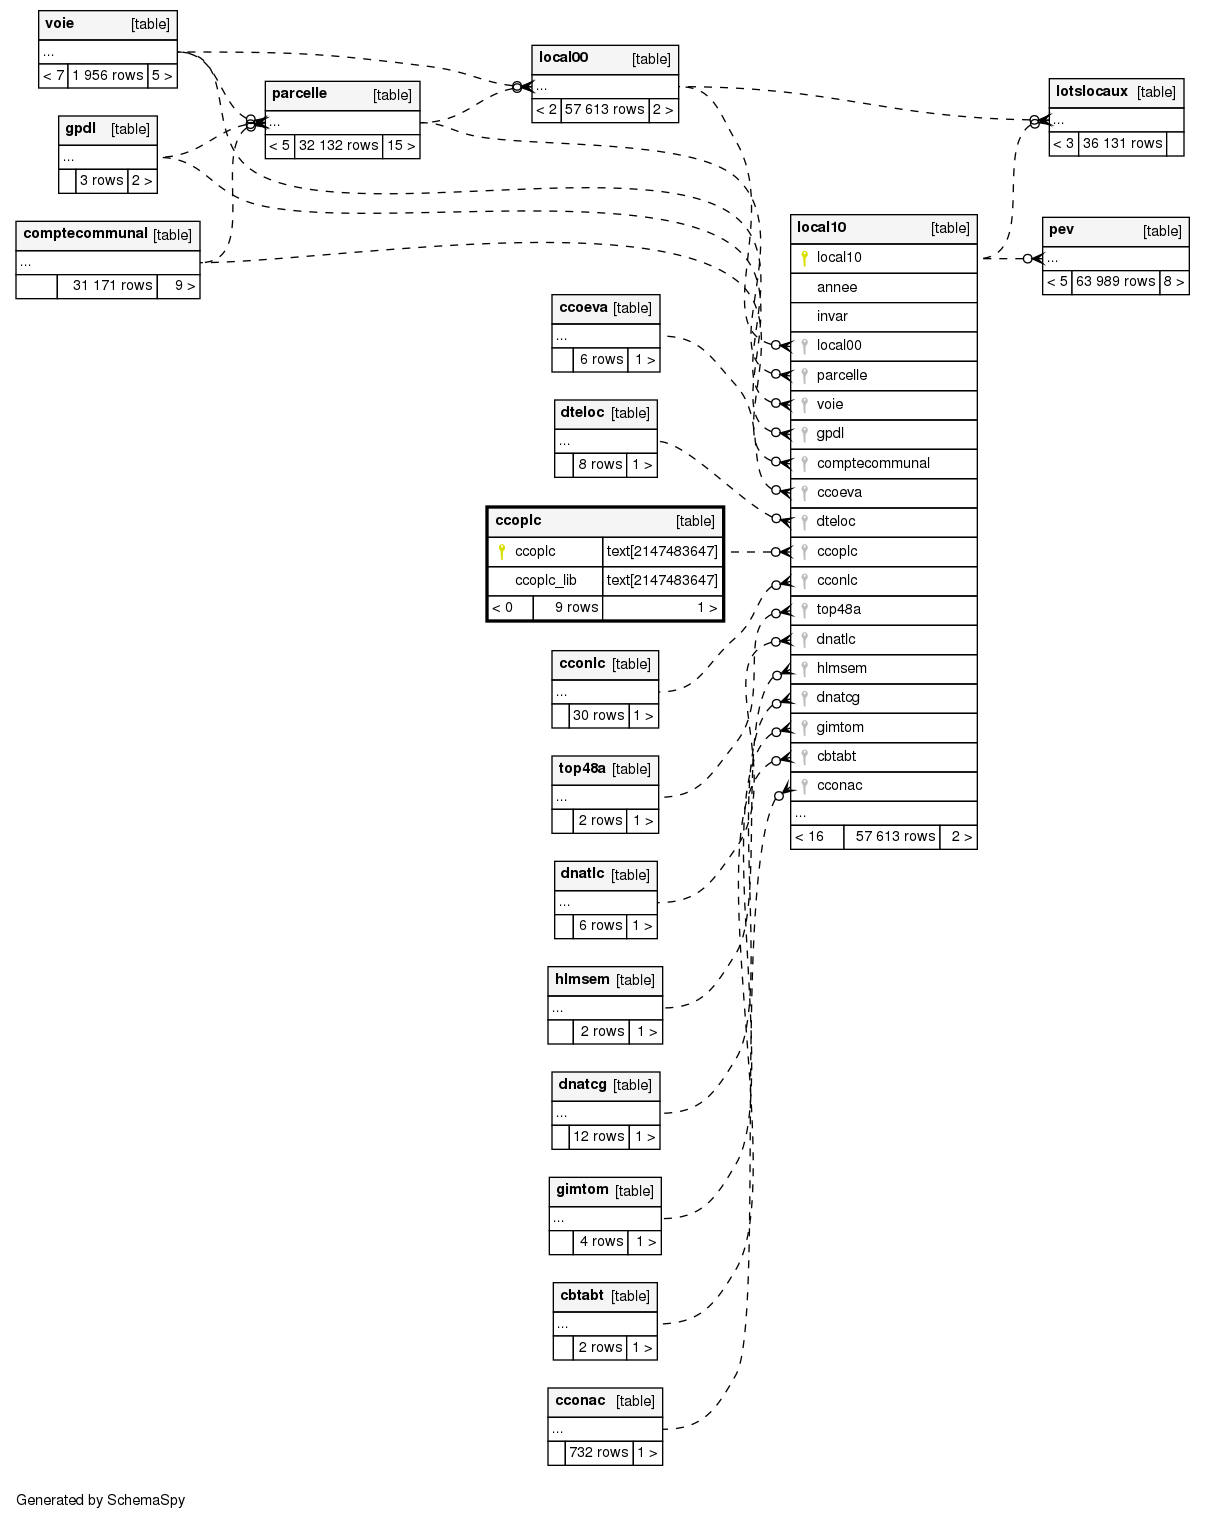 voie [table]
...
< 7 1 956 rows 5 >
gpdl [table]
...
3 rows 2 >
comptecommunal [table]
...
31 171 rows 9 >
parcelle [table]
...
< 5 32 132 rows 15 >
local00 [table]
...
< 2 57 613 rows 2 >
lotslocaux [table]
...
< 3 36 131 rows
pev [table]
...
< 5 63 989 rows 8 >
local10 [table]
local10
annee
invar
local00
parcelle
voie
gpdl
comptecommunal
ccoeva
dteloc
ccoplc
cconlc
top48a
dnatlc
hlmsem
dnatcg
gimtom
cbtabt
cconac
...
< 16 57 613 rows 2 >
ccoeva [table]
...
6 rows 1 >
dteloc [table]
...
8 rows 1 >
ccoplc [table]
ccoplc text[2147483647]
ccoplc_lib text[2147483647]
< 0 9 rows 1 >
cconlc [table]
...
30 rows 1 >
top48a [table]
...
2 rows 1 >
dnatlc [table]
...
6 rows 1 >
hlmsem [table]
...
2 rows 1 >
dnatcg [table]
...
12 rows 1 >
gimtom [table]
...
4 rows 1 >
cbtabt [table]
...
2 rows 1 >
cconac [table]
...
732 rows 1 >
Generated by SchemaSpy